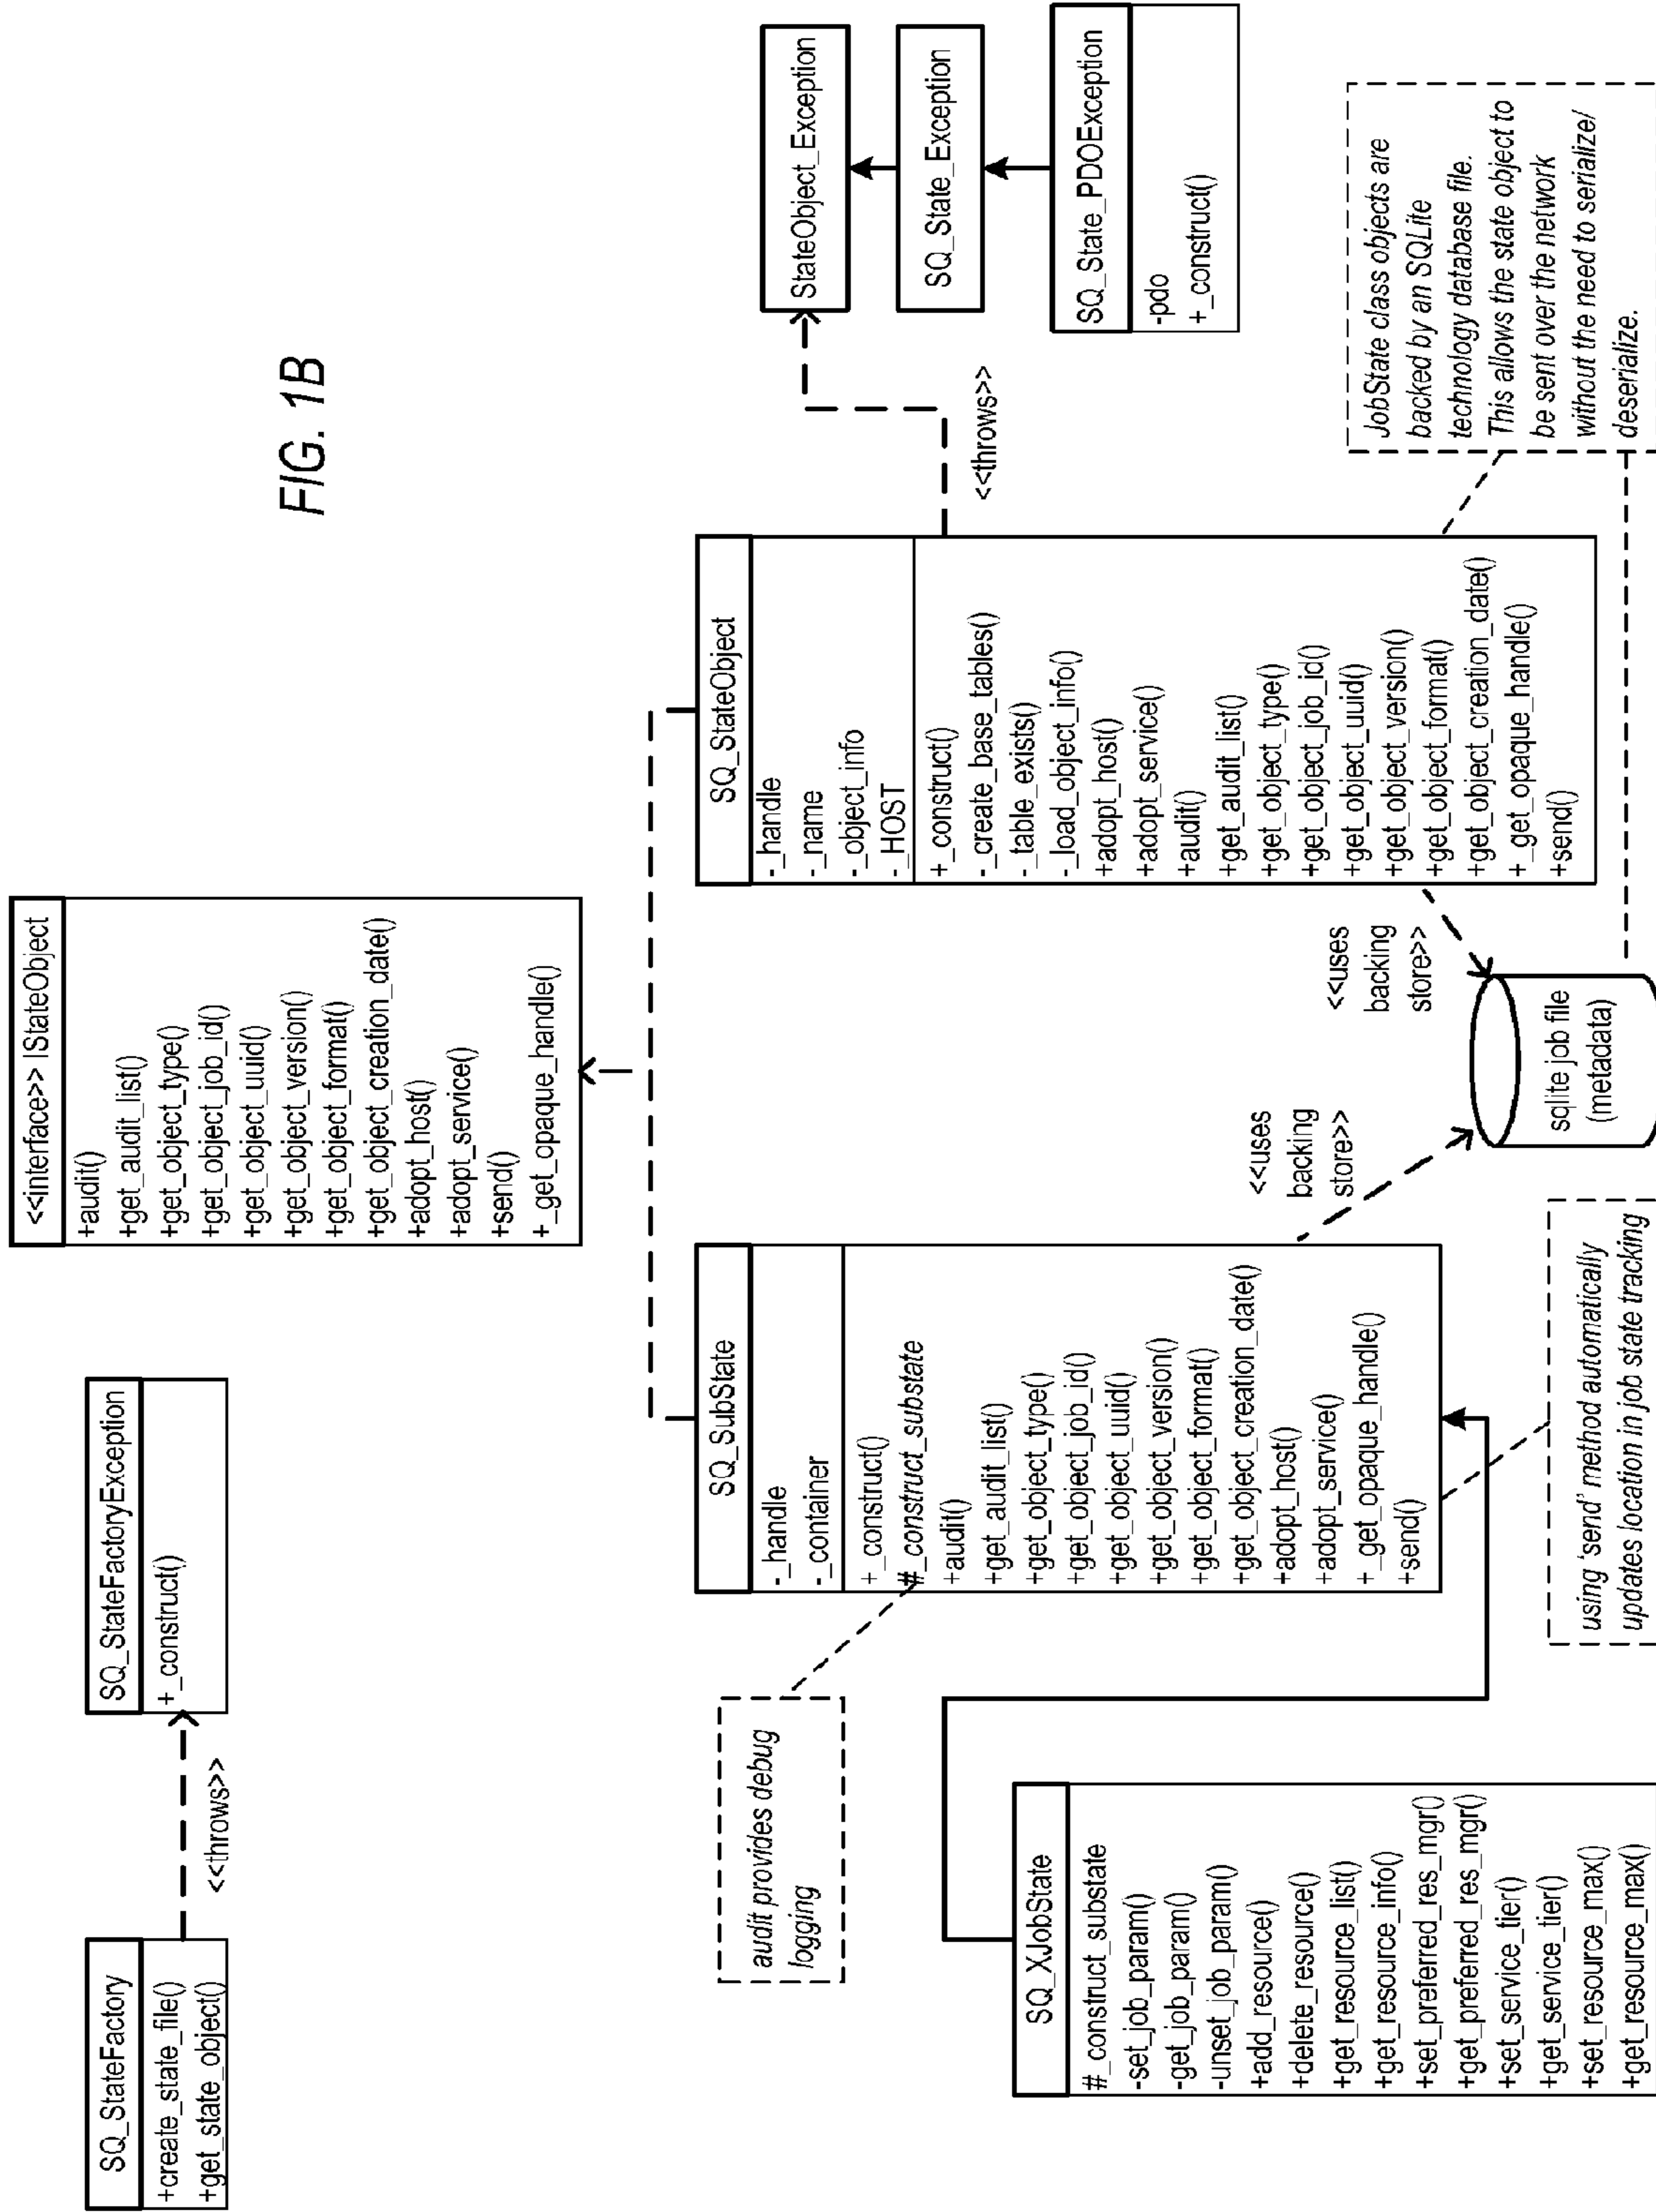 FIG. 1B
SQ_StateFactory
+create_state_file()
+get_state_object()
<<throws>>
SQ_StateFactoryException
+_construct()
<<interface>> IStateObject
+audit()
+get_audit_list()
+get_object_type()
+get_object_job_id()
+get_object_uuid()
+get_object_version()
+get_object_format()
+get_object_creation_date()
+adopt_host()
+adopt_service()
+send()
+_get_opaque_handle()
audit provides debug
logging
SQ_SubState
-_handle
-_container
+_construct()
#_construct_substate
+audit()
+get_audit_list()
+get_object_type()
+get_object_job_id()
+get_object_uuid()
+get_object_version()
+get_object_format()
+get_object_creation_date()
+adopt_host()
+adopt_service()
+_get_opaque_handle()
+send()
SQ_StateObject
-_handle
-_name
-_object_info
-_HOST
+_construct()
-_create_base_tables()
-_table_exists()
-_load_object_info()
+adopt_host()
+adopt_service()
+audit()
+get_audit_list()
+get_object_type()
+get_object_job_id()
+get_object_uuid()
+get_object_version()
+get_object_format()
+get_object_creation_date()
+_get_opaque_handle()
+send()
<<throws>>
StateObject_Exception
SQ_State_Exception
SQ_State_PDOException
-pdo
+_construct()
SQ_XJobState
#_construct_substate
-set_job_param()
-get_job_param()
-unset_job_param()
+add_resource()
+delete_resource()
+get_resource_list()
+get_resource_info()
+set_preferred_res_mgr()
+get_preferred_res_mgr()
+set_service_tier()
+get_service_tier()
+set_resource_max()
+get_resource_max()
using 'send' method automatically
updates location in job state tracking
<<uses
backing
store>>
<<uses
backing
store>>
sqlite job file
(metadata)
JobState class objects are
backed by an SQLite
technology database file.
This allows the state object to
be sent over the network
without the need to serialize/
deserialize.